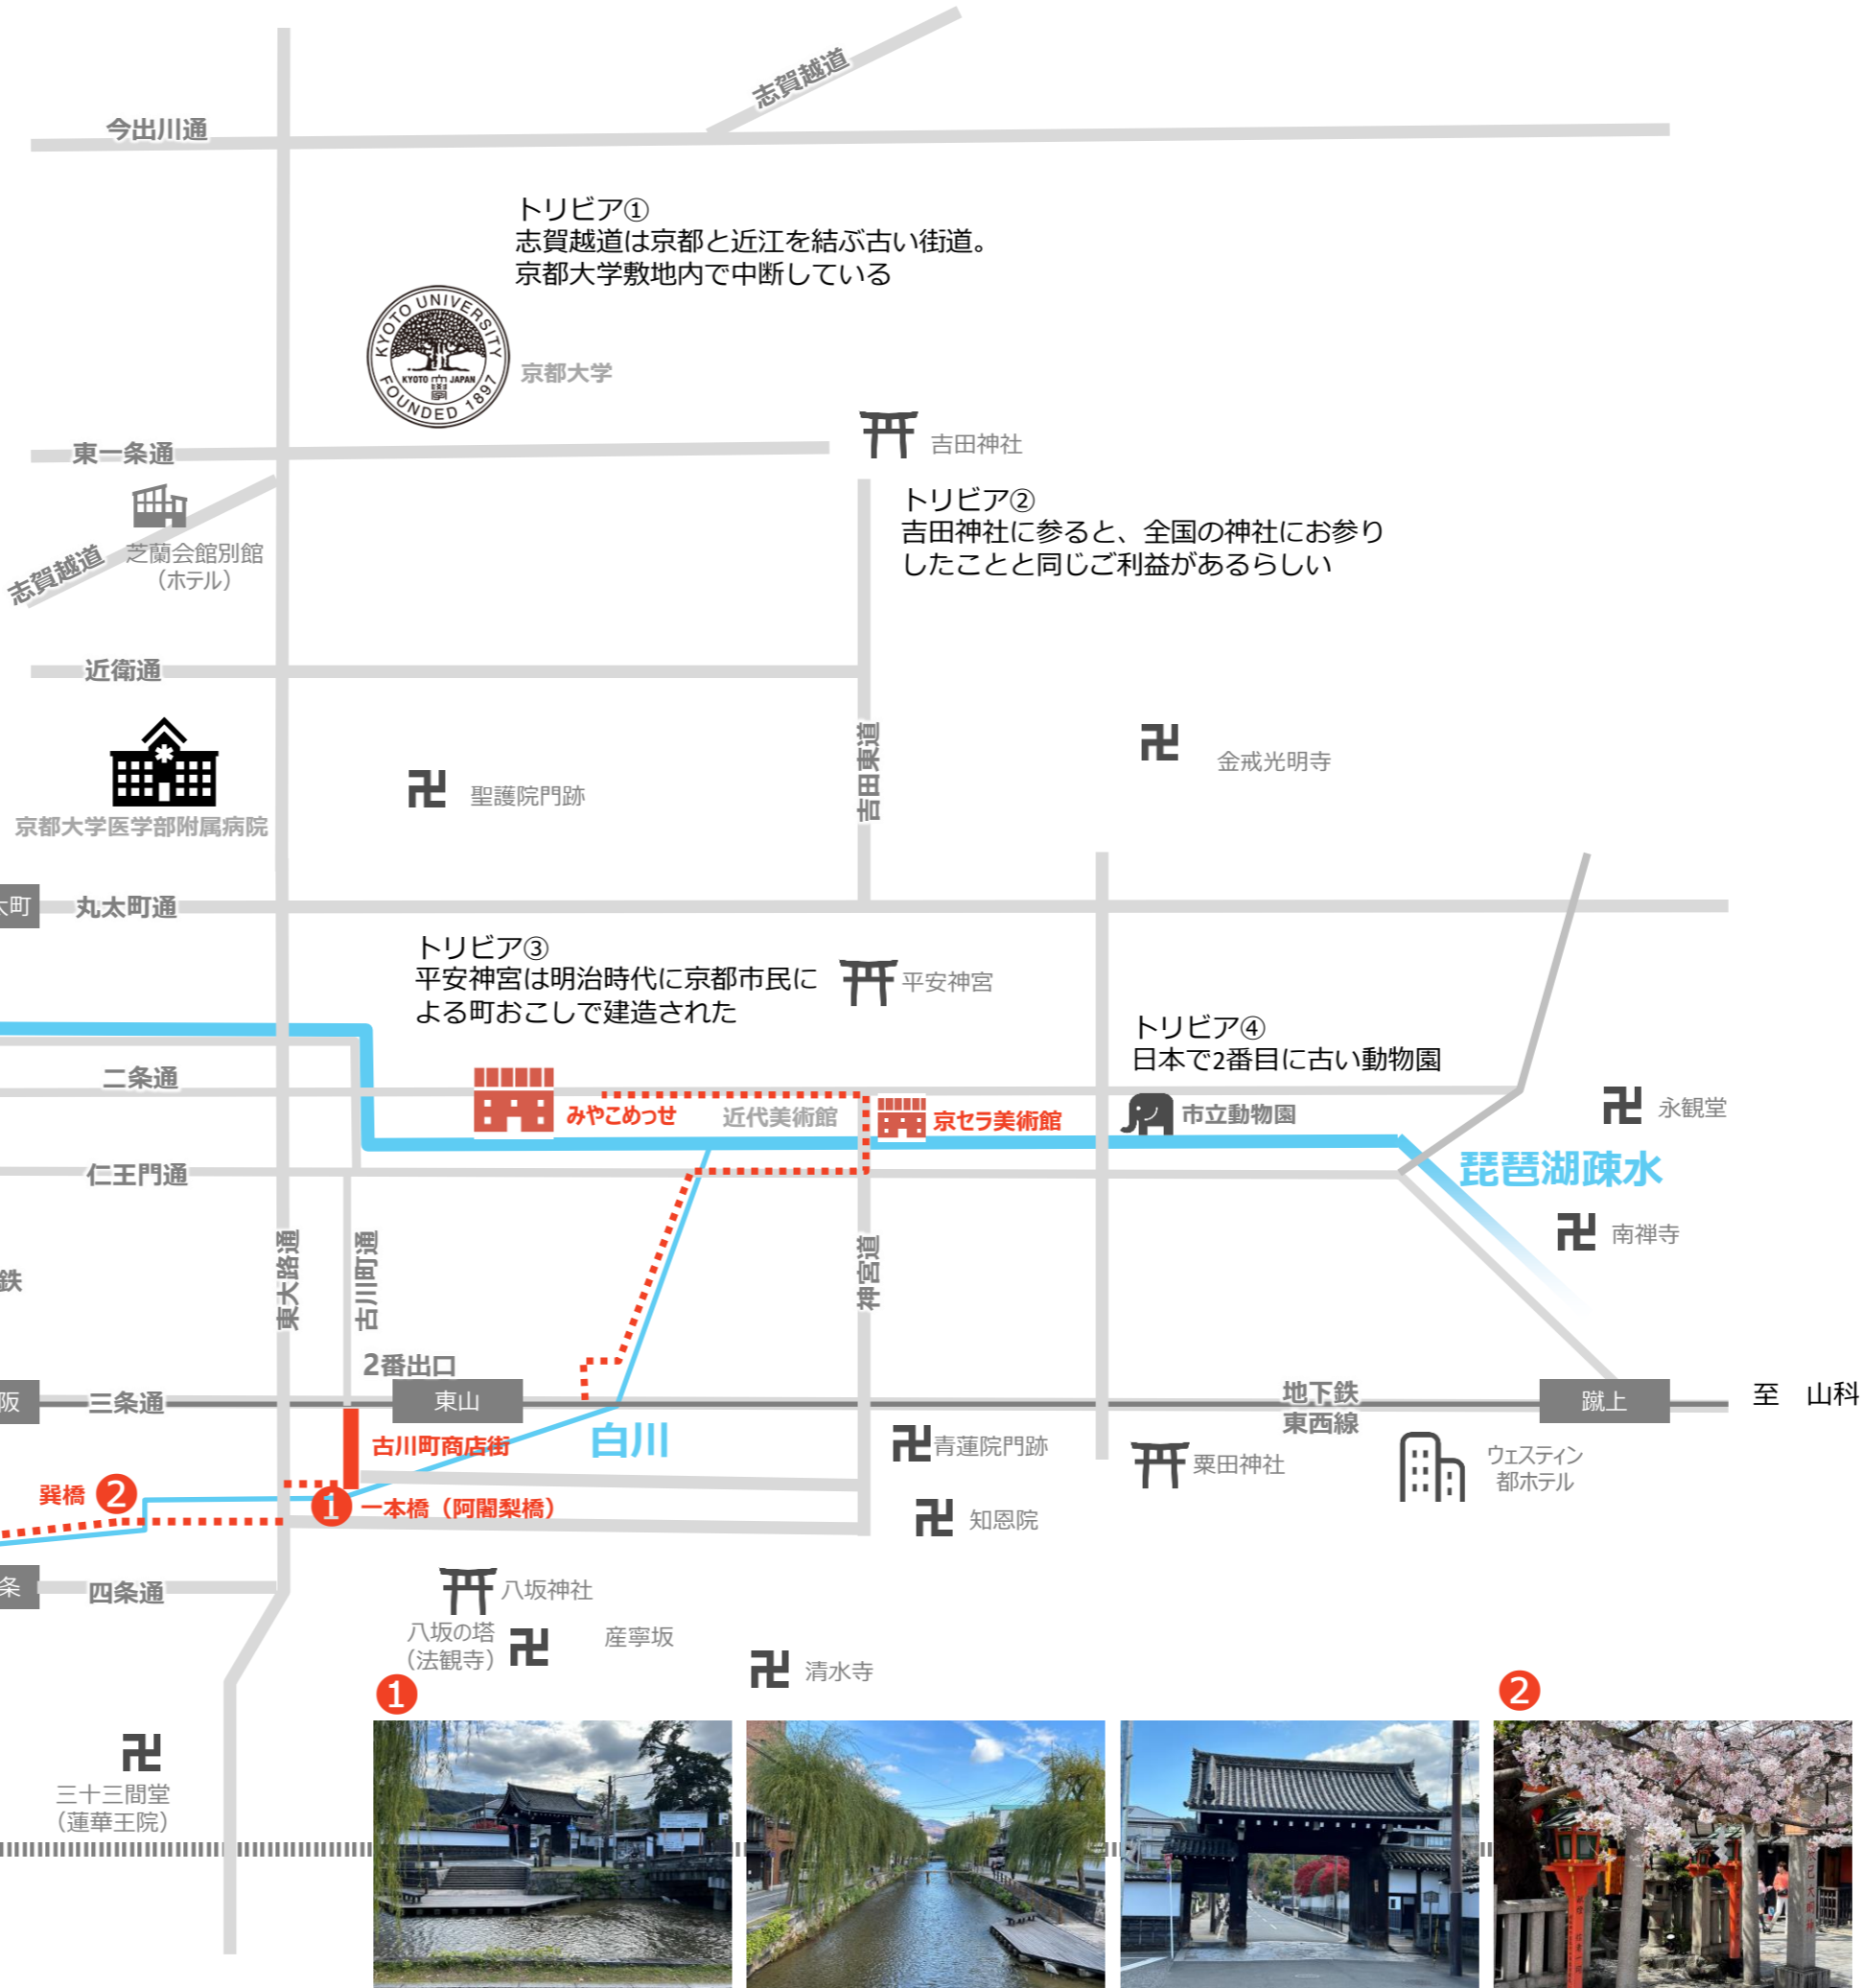 志賀越道
今出川通
トリビア①
志賀越道は京都と近江を結ぶ古い街道。
京都大学敷地内で中断している
KYOTO UNIVERSITY
KYOTO JAPAN
FOUNDED 1897
京都大学
東一条通
吉田神社
トリビア②
吉田神社に参ると、全国の神社にお参り
したことと同じご利益があるらしい
志賀越道
芝蘭会館別館
（ホテル）
近衛通
吉田東道
金戒光明寺
聖護院門跡
京都大学医学部附属病院
太町
丸太町通
トリビア③
平安神宮は明治時代に京都市民に
よる町おこしで建造された
平安神宮
トリビア④
日本で2番目に古い動物園
二条通
みやこめっせ
近代美術館
京セラ美術館
市立動物園
永観堂
仁王門通
琵琶湖疎水
南禅寺
東大路通
古川町通
神宮道
鉄
2番出口
阪
三条通
東山
地下鉄
東西線
蹴上
至 山科
古川町商店街
白川
青蓮院門跡
粟田神社
ウェスティン
都ホテル
巽橋
2
1
一本橋（阿闍梨橋）
知恩院
条
四条通
八坂神社
八坂の塔
（法観寺）
産寧坂
清水寺
1
2
三十三間堂
（蓮華王院）